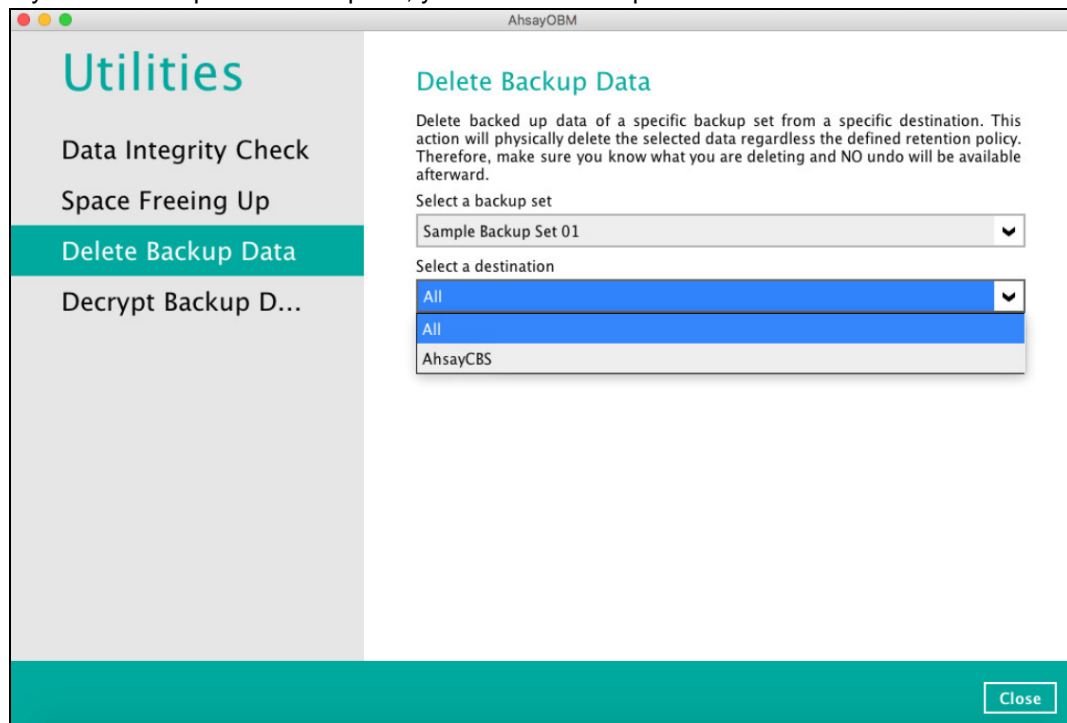 AhsayOBM
Utilities
Data Integrity Check
Space Freeing Up
Delete Backup Data
Decrypt Backup D...
Delete Backup Data
Delete backed up data of a specific backup set from a specific destination. This
action will physically delete the selected data regardless the defined retention policy.
Therefore, make sure you know what you are deleting and NO undo will be available
afterward.
Select a backup set
Sample Backup Set 01
Select a destination
All
All
AhsayCBS
Close